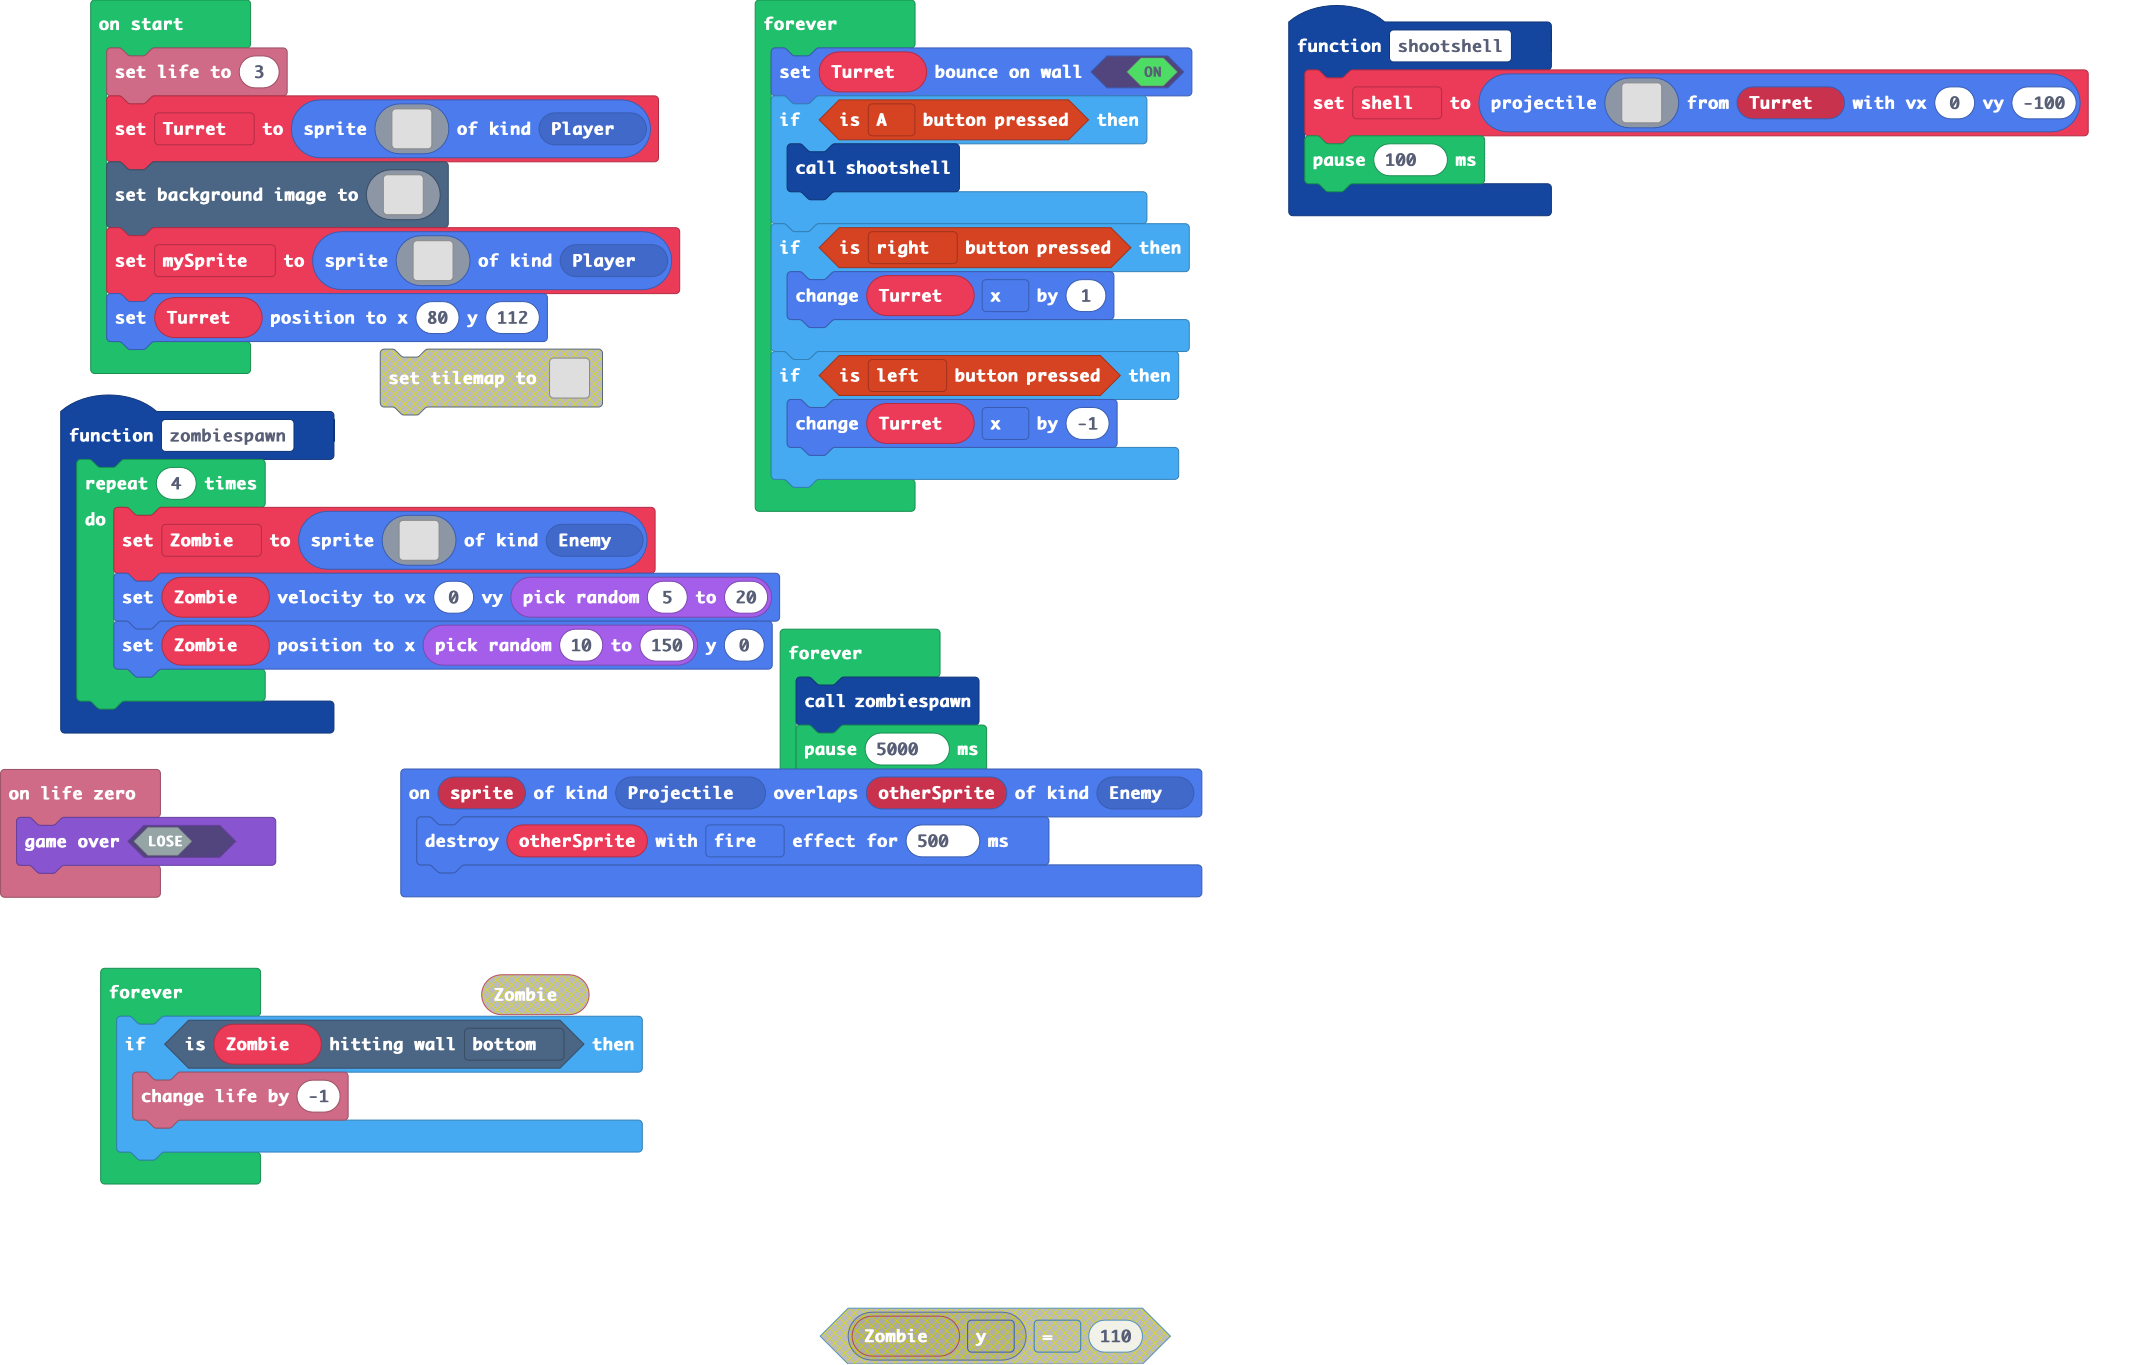 on start
set life to 3
set Turret to sprite of kind Player
set background image to
set mySprite to sprite of kind Player
set Turret position to x 80 y 112
set tilemap to
function zombiespawn
repeat 4 times
do
set Zombie to sprite of kind Enemy
set Zombie velocity to vx 0 vy pick random 5 to 20
set Zombie position to x pick random 10 to 150 y 0
forever
set Turret bounce on wall ON
if is A button pressed then
call shootshell
if is right button pressed then
change Turret x by 1
if is left button pressed then
change Turret x by -1
function shootshell
set shell to projectile from Turret with vx 0 vy -100
pause 100 ms
forever
call zombiespawn
pause 5000 ms
on life zero
game over LOSE
on sprite of kind Projectile overlaps otherSprite of kind Enemy
destroy otherSprite with fire effect for 500 ms
forever
Zombie
if is Zombie hitting wall bottom then
change life by -1
Zombie y = 110